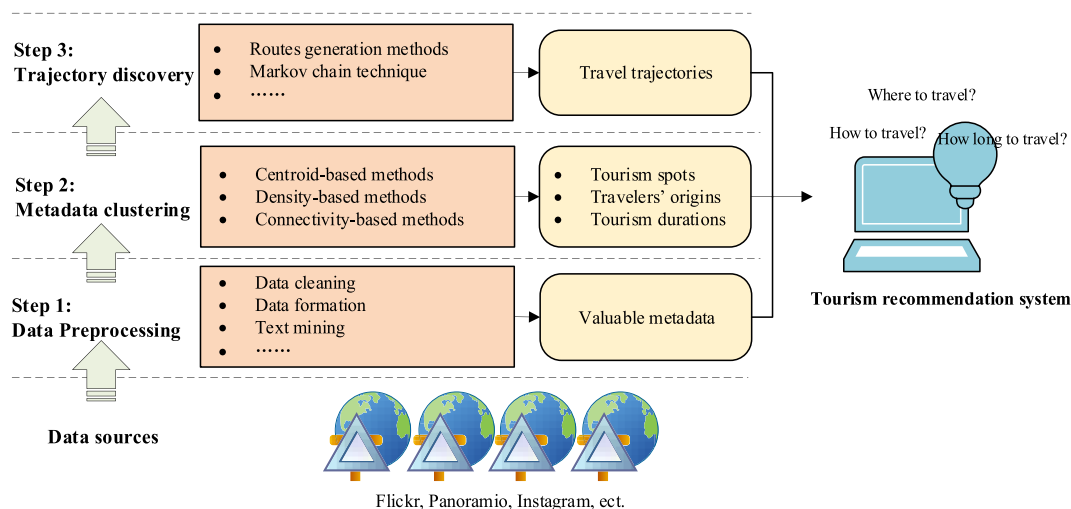 Step 3:
Trajectory discovery
● Routes generation methods
● Markov chain technique
● ……
Travel trajectories
Step 2:
Metadata clustering
● Centroid-based methods
● Density-based methods
● Connectivity-based methods
● Tourism spots
● Travelers’ origins
● Tourism durations
Step 1:
Data Preprocessing
● Data cleaning
● Data formation
● Text mining
● ……
Valuable metadata
Data sources
Flickr, Panoramio, Instagram, ect.
Where to travel?
How to travel?
How long to travel?
Tourism recommendation system